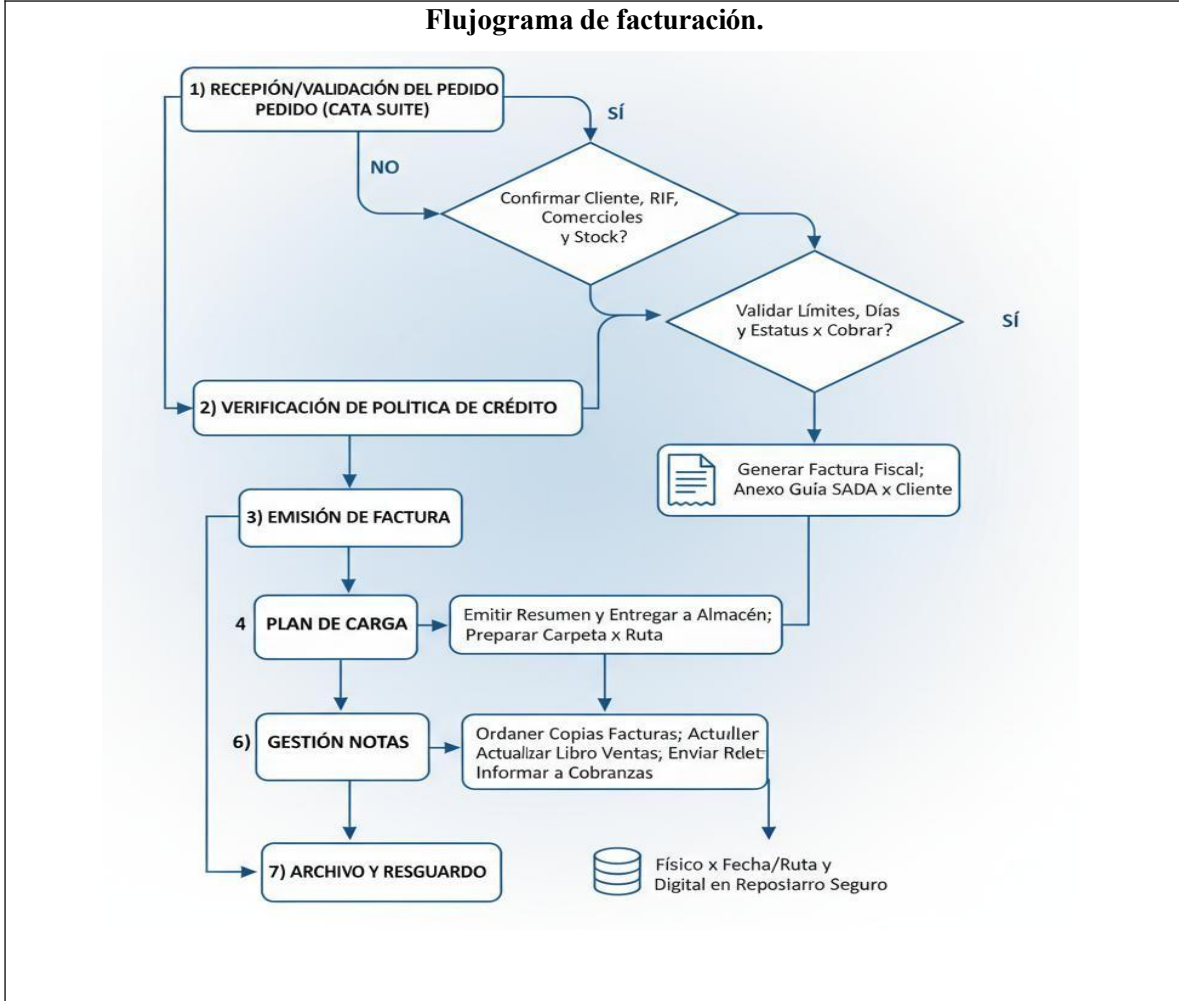 Flujograma de facturación.
1) RECEPIÓN/VALIDACIÓN DEL PEDIDO
PEDIDO (CATA SUITE)
SÍ
NO
Confirmar Cliente, RIF,
Comercioles
y Stock?
Validar Límites, Días
y Estatus x Cobrar?
SÍ
2) VERIFICACIÓN DE POLÍTICA DE CRÉDITO
Generar Factura Fiscal;
Anexo Guía SADA x Cliente
3) EMISIÓN DE FACTURA
4 PLAN DE CARGA
Emitir Resumen y Entregar a Almacén;
Preparar Carpeta x Ruta
6) GESTIÓN NOTAS
Ordaner Copias Facturas;
Actualizar Libro Ventas; Enviar
Informar a Cobranzas
7) ARCHIVO Y RESGUARDO
Físico x Fecha/Ruta y
Digital en Seguro